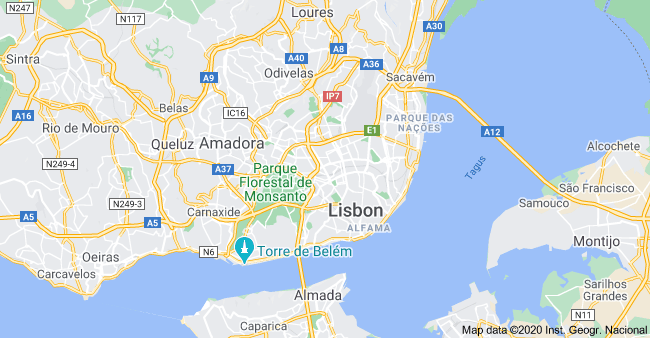 N247
N117
Loures
A30
Sintra
A8
A40
A36
Odivelas
Sacavém
A9
IP7
Belas
A16
IC16
PARQUE DAS
NAÇÕES
Rio de Mouro
E1
A12
Queluz
Amadora
Alcochete
N249-4
A37
Parque
Florestal de
Monsanto
Tagus
São Francisco
N249-3
Samouco
A5
A5
Carnaxide
Lisbon
ALFAMA
Montijo
N6
Torre de Belém
Oeiras
Carcavelos
Sarilhos
Grandes
Almada
N11
Caparica
Map data ©2020 Inst. Geogr. Nacional